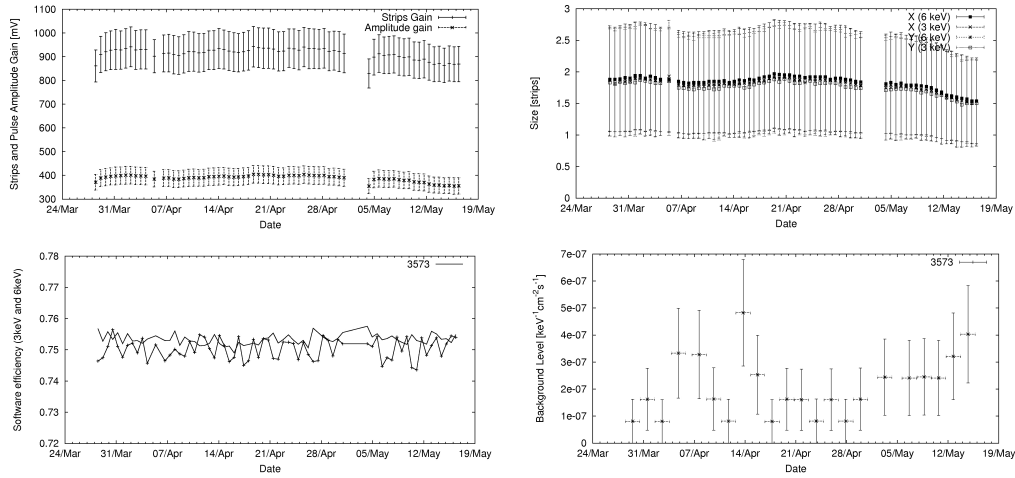 Strips and Pulse Amplitude Gain [mV]
1100
1000
900
800
700
600
500
400
300
Strips Gain
Amplitude gain
24/Mar 31/Mar 07/Apr 14/Apr 21/Apr 28/Apr 05/May 12/May 19/May
Date
Size [strips]
3
2.5
2
1.5
1
0.5
0
X (6 keV)
X (3 keV)
Y (6 keV)
Y (3 keV)
24/Mar 31/Mar 07/Apr 14/Apr 21/Apr 28/Apr 05/May 12/May 19/May
Date
Software efficiency (3keV and 6keV)
0.78
0.77
0.76
0.75
0.74
0.73
0.72
3573
24/Mar 31/Mar 07/Apr 14/Apr 21/Apr 28/Apr 05/May 12/May 19/May
Date
Background Level [keV⁻¹cm⁻²s⁻¹]
7e-07
6e-07
5e-07
4e-07
3e-07
2e-07
1e-07
0
3573
24/Mar 31/Mar 07/Apr 14/Apr 21/Apr 28/Apr 05/May 12/May 19/May
Date